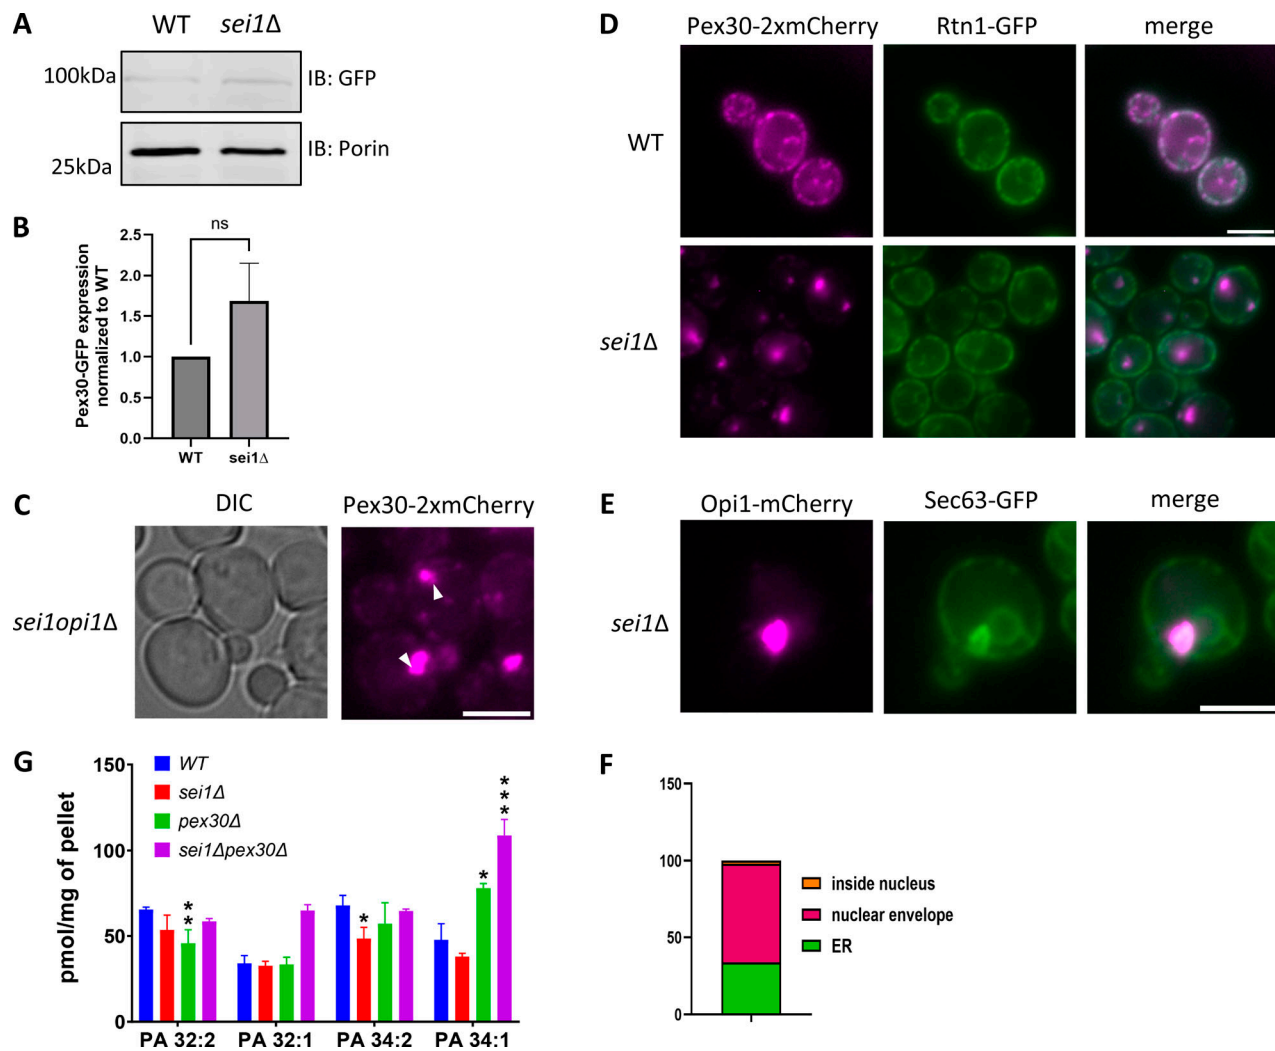 A
WT sei1Δ
100kDa IB: GFP
25kDa IB: Porin
B
ns
Pex30-GFP expression
normalized to WT
2.5
2.0
1.5
1.0
0.5
0.0
WT sei1Δ
C
DIC Pex30-2xmCherry
sei1opi1Δ
D
Pex30-2xmCherry Rtn1-GFP merge
WT
sei1Δ
E
Opi1-mCherry Sec63-GFP merge
sei1Δ
G
pmol/mg of pellet
150
100
50
0
WT
sei1Δ
pex30Δ
sei1Δpex30Δ
** * * ***
PA 32:2 PA 32:1 PA 34:2 PA 34:1
F
150
100
50
0
inside nucleus
nuclear envelope
ER